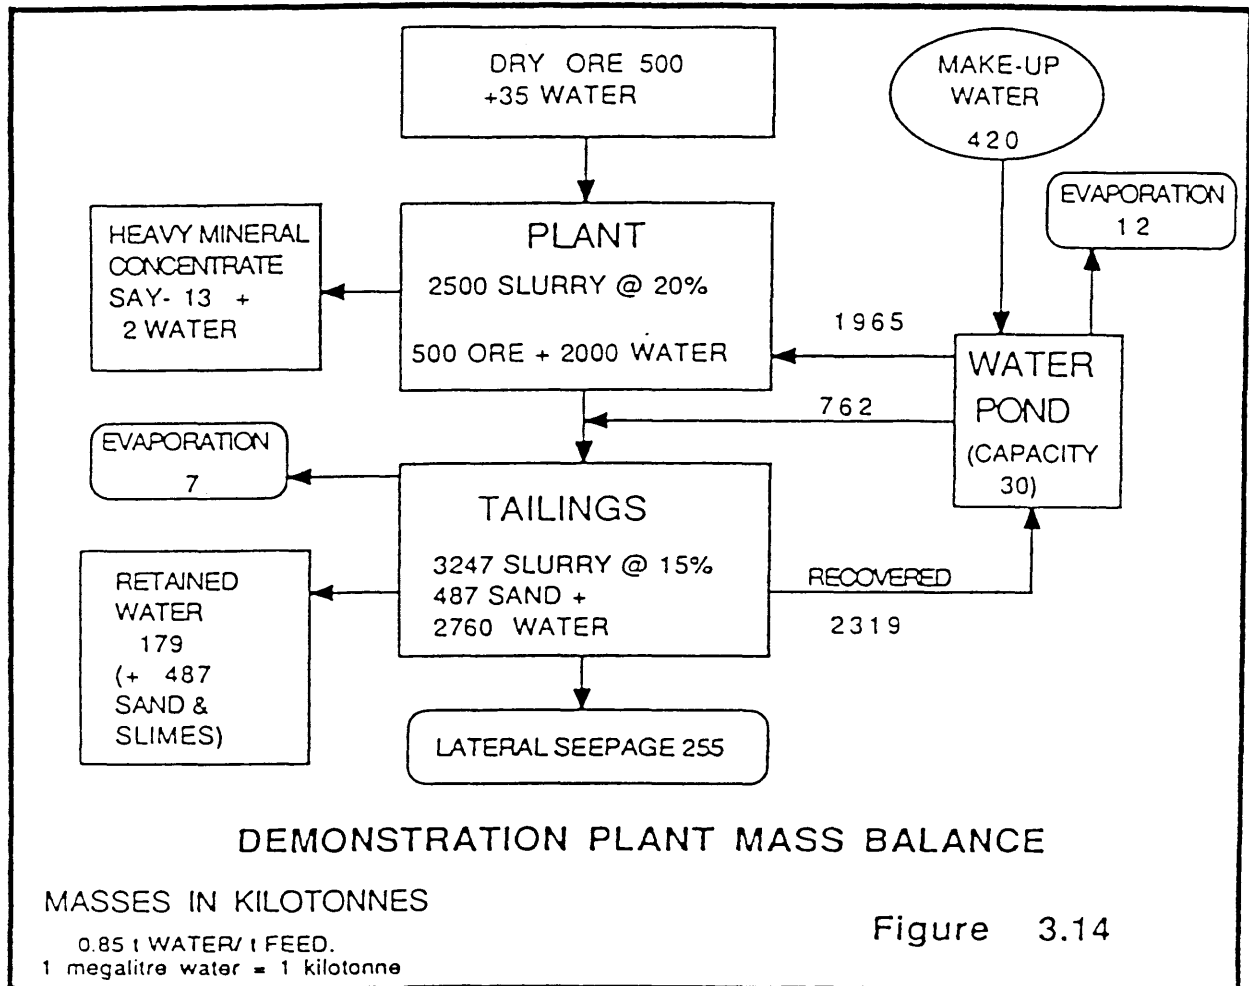 DRY ORE 500
+35 WATER
MAKE-UP
WATER
420
EVAPORATION
12
HEAVY MINERAL
CONCENTRATE
SAY- 13 +
2 WATER
PLANT
2500 SLURRY @ 20%
500 ORE + 2000 WATER
1965
762
WATER
POND
(CAPACITY
30)
EVAPORATION
7
TAILINGS
3247 SLURRY @ 15%
487 SAND +
2760 WATER
RECOVERED
2319
RETAINED
WATER
179
(+ 487
SAND &
SLIMES)
LATERAL SEEPAGE 255
DEMONSTRATION PLANT MASS BALANCE
MASSES IN KILOTONNES
0.85 t WATER/ t FEED.
1 megalitre water = 1 kilotonne
Figure 3.14